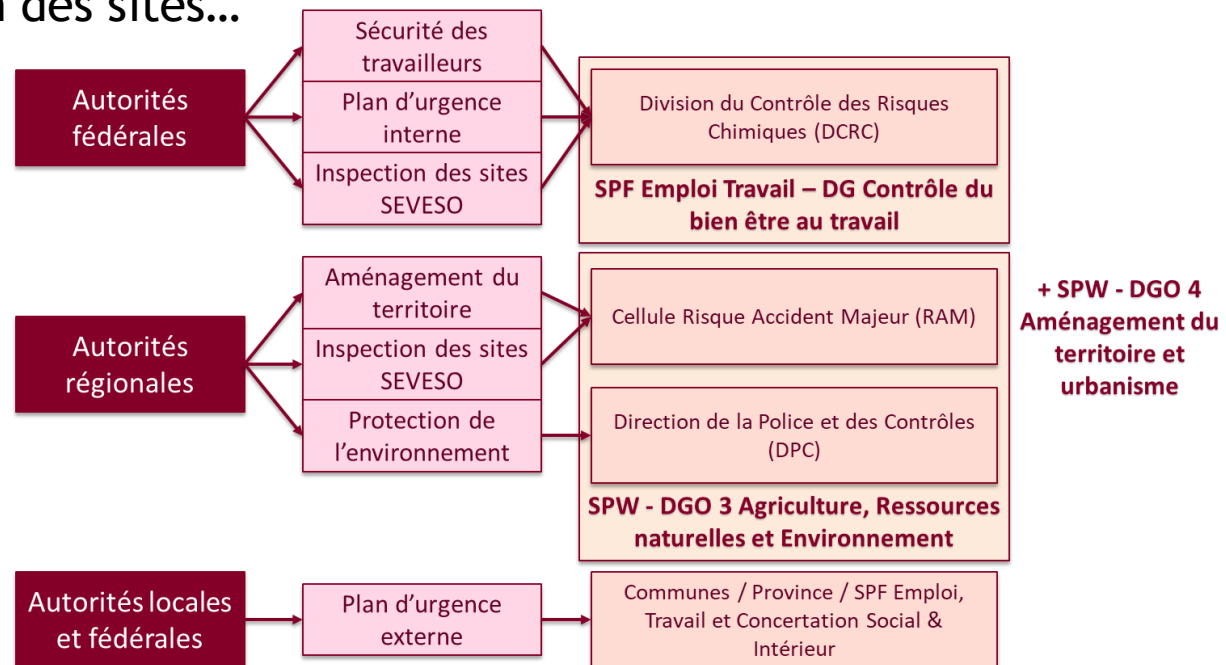 des sites…
Autorités
fédérales
Sécurité des
travailleurs
Plan d’urgence
interne
Inspection des sites
SEVESO
Division du Contrôle des Risques
Chimiques (DCRC)
SPF Emploi Travail – DG Contrôle du
bien être au travail
Autorités
régionales
Aménagement du
territoire
Inspection des sites
SEVESO
Protection de
l’environnement
Cellule Risque Accident Majeur (RAM)
Direction de la Police et des Contrôles
(DPC)
SPW - DGO 3 Agriculture, Ressources
naturelles et Environnement
+ SPW - DGO 4
Aménagement du
territoire et
urbanisme
Autorités locales
et fédérales
Plan d’urgence
externe
Communes / Province / SPF Emploi,
Travail et Concertation Social &
Intérieur